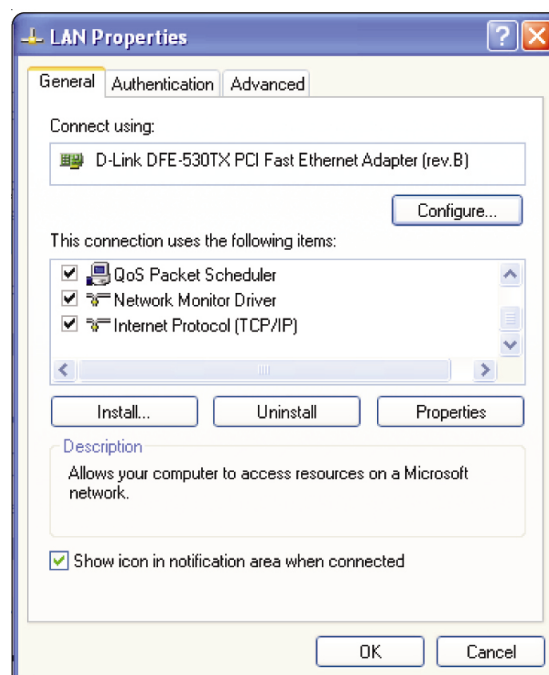 LAN Properties
General Authentication Advanced
Connect using:
D-Link DFE-530TX PCI Fast Ethernet Adapter (rev.B)
Configure...
This connection uses the following items:
QoS Packet Scheduler
Network Monitor Driver
Internet Protocol (TCP/IP)
Install... Uninstall Properties
Description
Allows your computer to access resources on a Microsoft
network.
Show icon in notification area when connected
OK Cancel